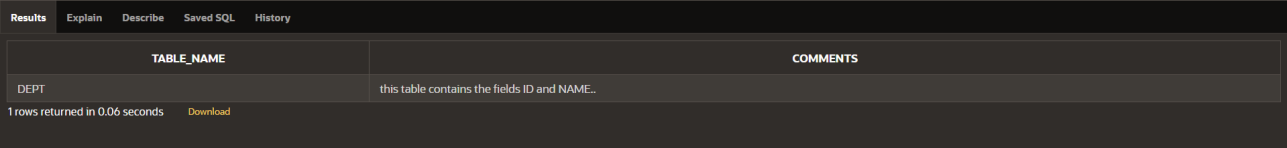 Results Explain Describe Saved SQL History
TABLE_NAME COMMENTS
DEPT this table contains the fields ID and NAME..
1 rows returned in 0.06 seconds Download